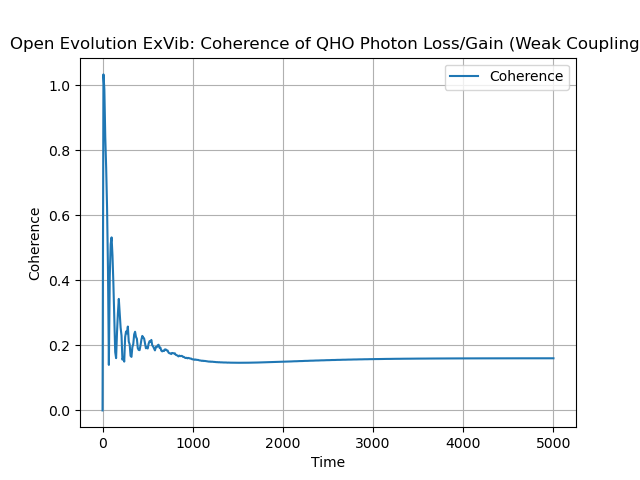 Open Evolution ExVib: Coherence of QHO Photon Loss/Gain (Weak Coupling
Coherence
1.0
0.8
0.6
0.4
0.2
0.0
Coherence
0 1000 2000 3000 4000 5000
Time